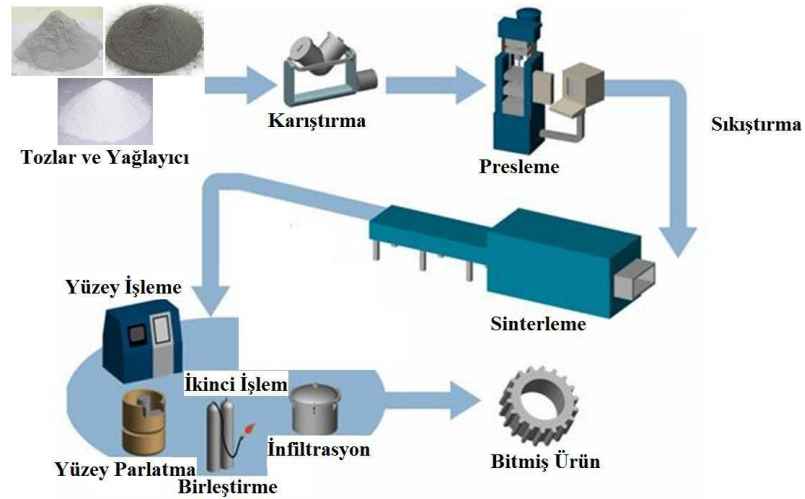 Tozlar ve Yağlayıcı
Karıştırma
Presleme
Sıkıştırma
Sinterleme
Yüzey İşleme
İkinci İşlem
Yüzey Parlatma
Birleştirme
İnfiltrasyon
Bitmiş Ürün